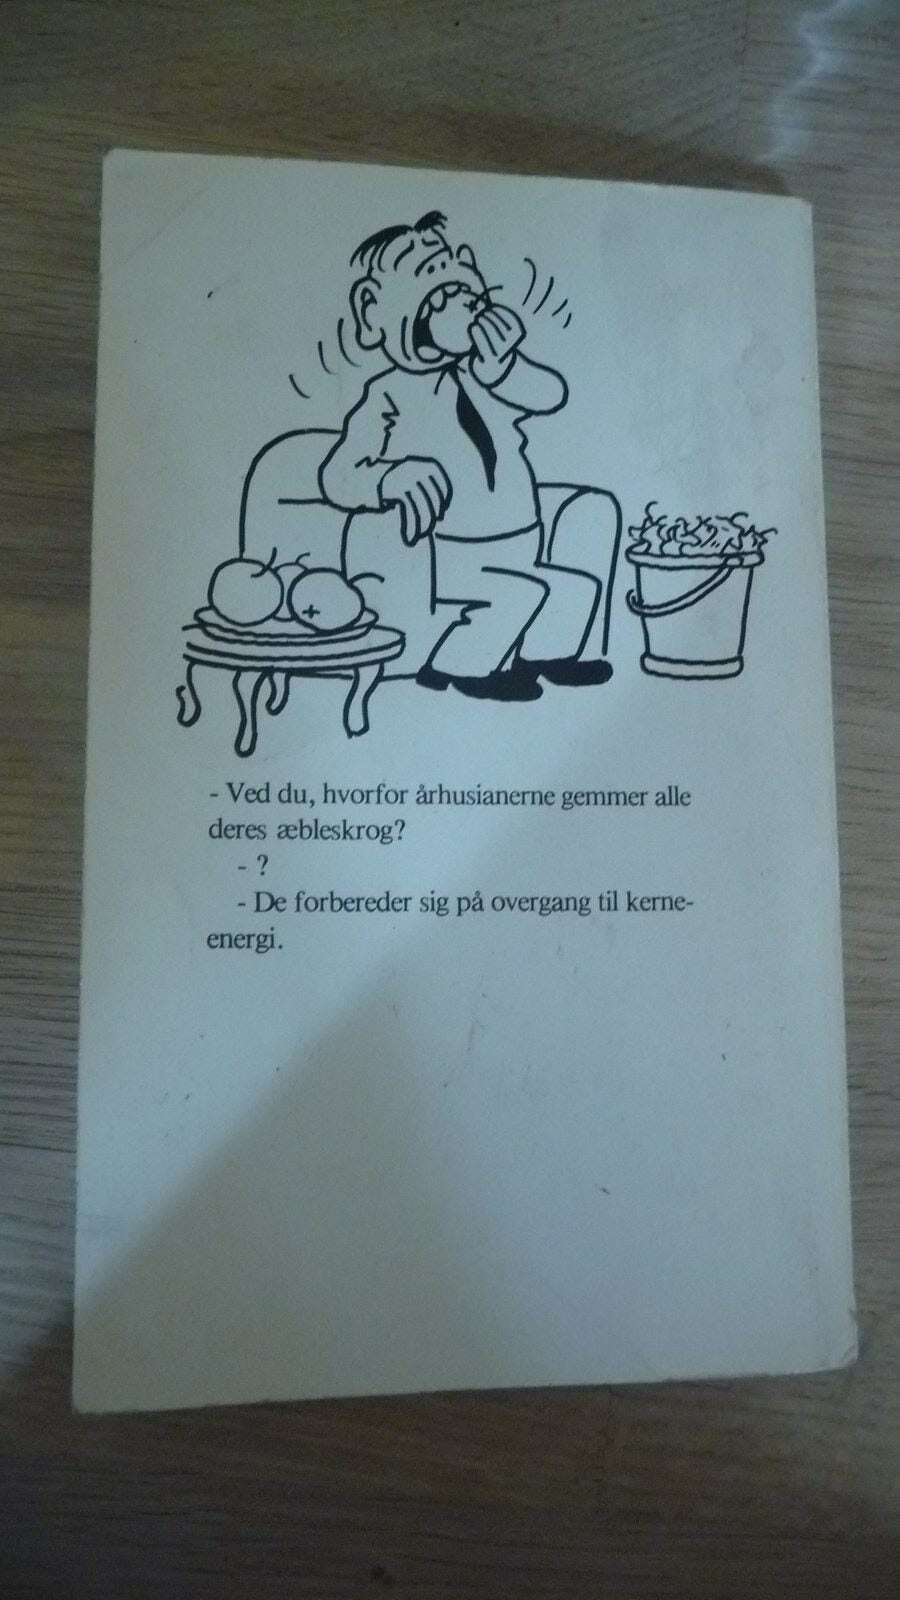 - Ved du, hvorfor århusianerne gemmer alle
deres æbleskrog?
- ?
- De forbereder sig på overgang til kerne-
energi.